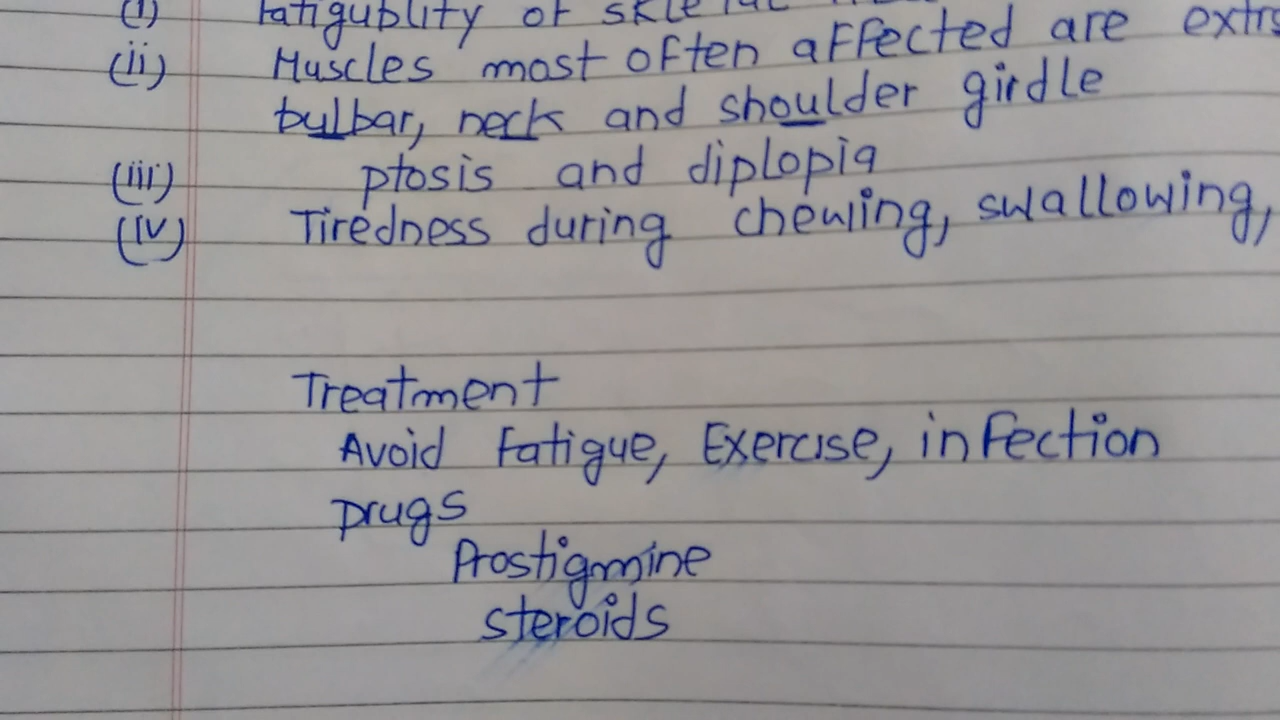 (i) Fatigublity of
(ii) Muscles most often affected are
bulbar, neck and shoulder girdle
(iii) ptosis and diplopia
(iv) Tiredness during chewing, swallowing,
Treatment
Avoid Fatigue, Exercise, infection
Drugs
Prostigmine
steroids